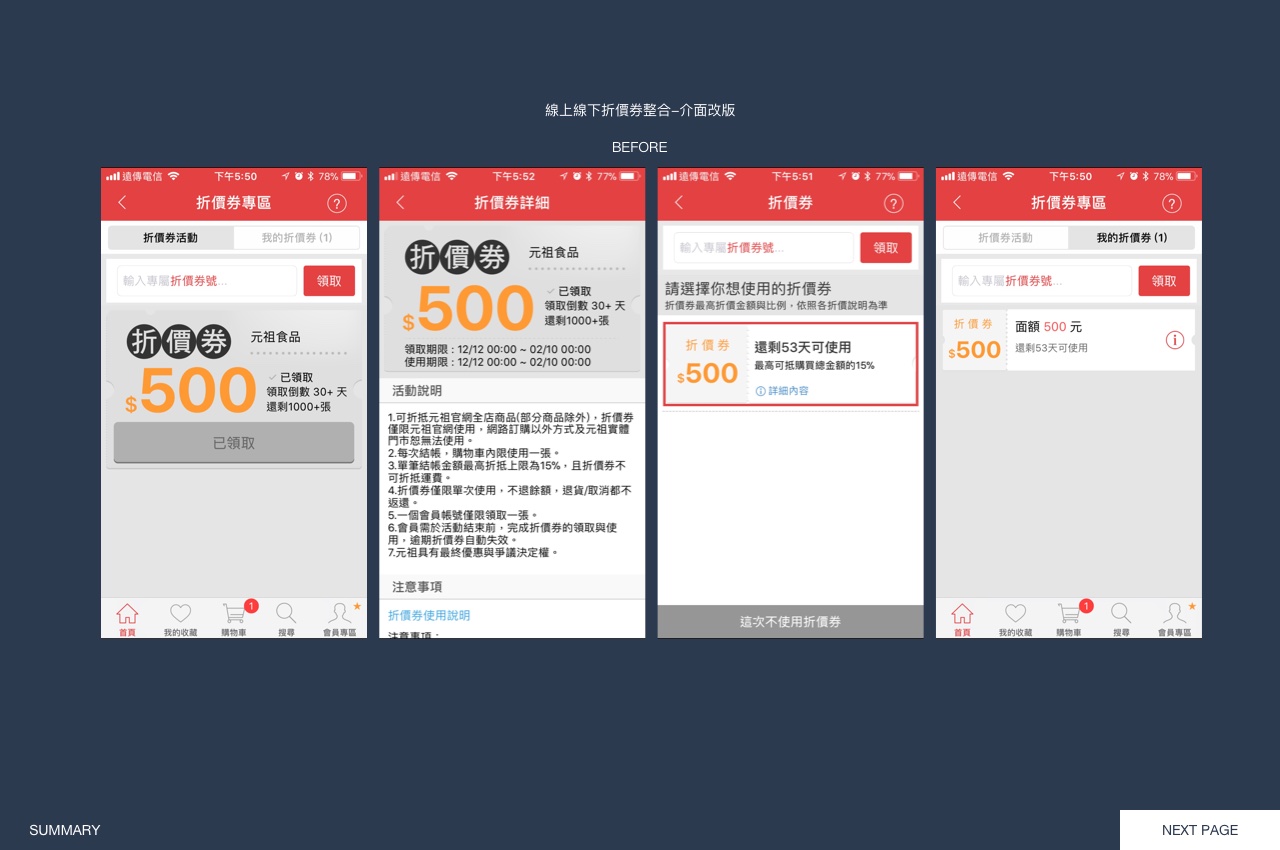 線上線下折價券整合-介面改版
BEFORE
遠傳電信 下午5:50 78%
折價券專區 ?
折價券活動 我的折價券 (1)
輸入專屬折價券號... 領取
折價券 元祖食品
$500
已領取
領取倒數 30+ 天
還剩1000+張
已領取
首頁 我的收藏 購物車 1 搜尋 會員專區
遠傳電信 下午5:52 77%
折價券詳細
折價券 元祖食品
$500
已領取
領取倒數 30+ 天
還剩1000+張
領取期限 : 12/12 00:00 ~ 02/10 00:00
使用期限 : 12/12 00:00 ~ 02/10 00:00
活動說明
1.可折抵元祖官網全店商品(部分商品除外)，折價券
僅限元祖官網使用，網路訂購以外方式及元祖實體
門市恕無法使用。
2.每次結帳，購物車內限使用一張。
3.單筆結帳金額最高折抵上限為15%，且折價券不
可折抵運費。
4.折價券僅限單次使用，不退餘額，退貨/取消都不
返還。
5.一個會員帳號僅限領取一張。
6.會員需於活動結束前，完成折價券的領取與使
用，逾期折價券自動失效。
7.元祖具有最終優惠與爭議決定權。
注意事項
折價券使用說明
注意事項：
遠傳電信 下午5:51 77%
折價券 ?
輸入專屬折價券號... 領取
請選擇你想使用的折價券
折價券最高折價金額與比例，依照各折價說明為準
折價券
$500
還剩53天可使用
最高可抵購買總金額的15%
詳細內容
這次不使用折價券
遠傳電信 下午5:50 78%
折價券專區 ?
折價券活動 我的折價券 (1)
輸入專屬折價券號... 領取
折價券
$500
面額 500 元
還剩53天可使用
首頁 我的收藏 購物車 1 搜尋 會員專區
SUMMARY
NEXT PAGE